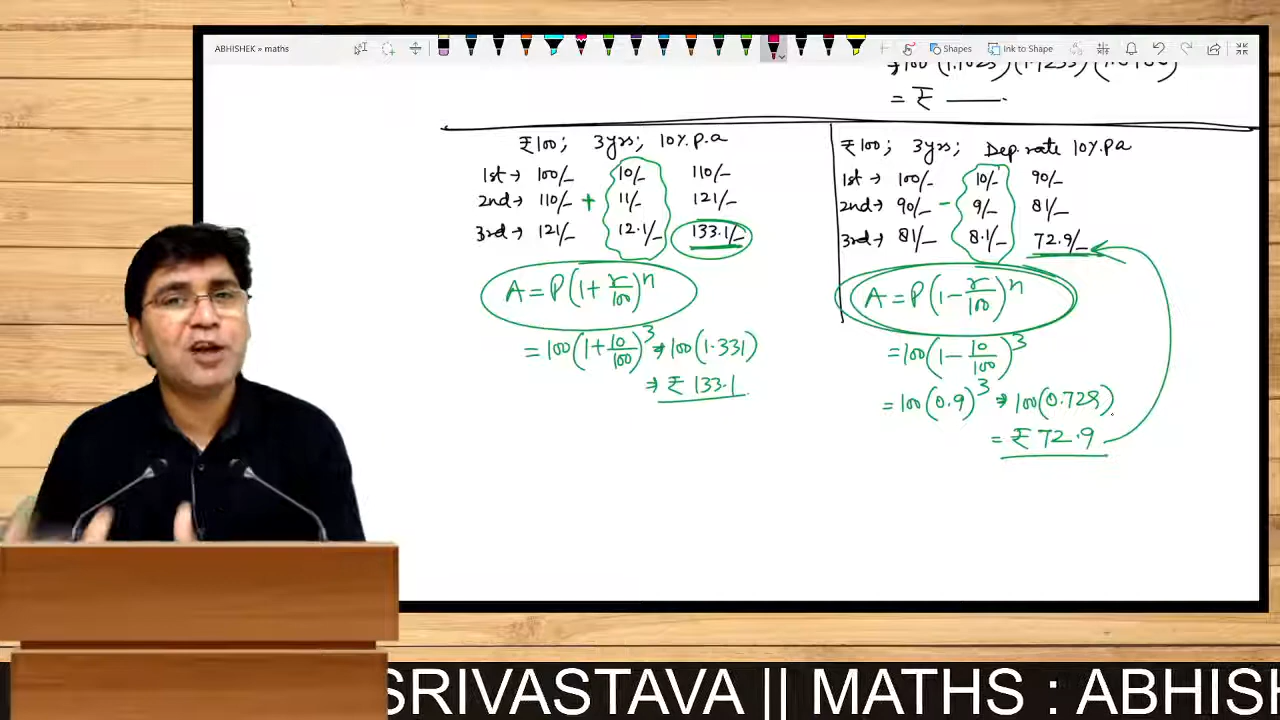 ABHISHEK » maths
Shapes
Ink to Shape
= ₹ ——.
₹100; 3yrs; 10%.p.a
1st → 100/- 10/- 110/-
2nd → 110/- + 11/- 121/-
3rd → 121/- 12.1/- 133.1/-
A = P(1+r/100)^n
= 100(1+10/100)^3 ⇒ 100(1.331)
⇒ ₹ 133.1
₹100; 3yrs; Dep. rate 10%.pa
1st → 100/- 10/- 90/-
2nd → 90/- - 9/- 81/-
3rd → 81/- 8.1/- 72.9/-
A = P(1-r/100)^n
= 100(1-10/100)^3
= 100(0.9)^3 ⇒ 100(0.729)
= ₹72.9
SRIVASTAVA || MATHS : ABHIS